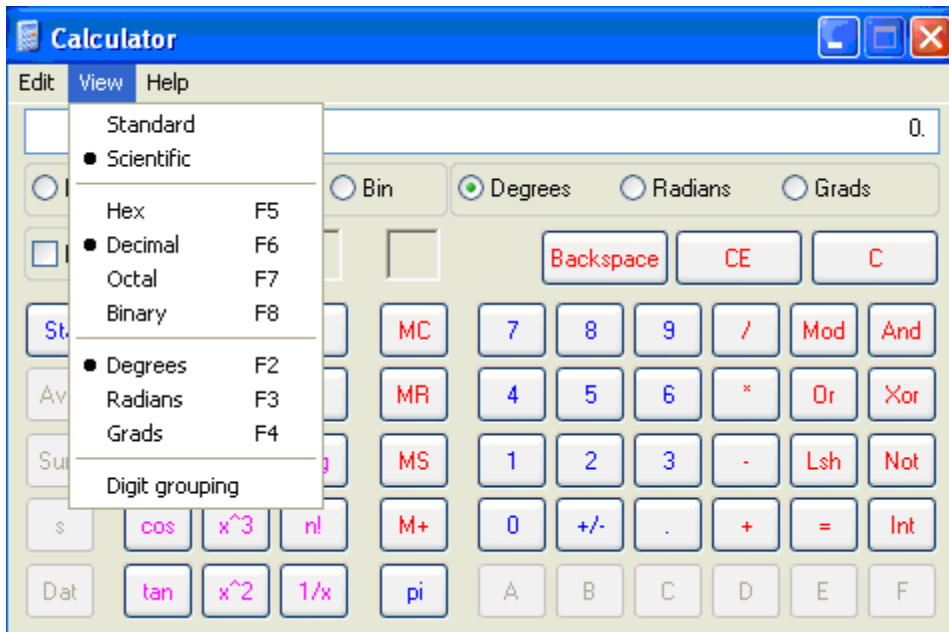 Calculator
Edit View Help
0.
Standard
Scientific
Hex F5
Decimal F6
Octal F7
Binary F8
Degrees F2
Radians F3
Grads F4
Digit grouping
Bin Degrees Radians Grads
Backspace CE C
MC 7 8 9 / Mod And
MR 4 5 6 * Or Xor
MS 1 2 3 - Lsh Not
s cos x^3 n! M+ 0 +/- . + = Int
Dat tan x^2 1/x pi A B C D E F